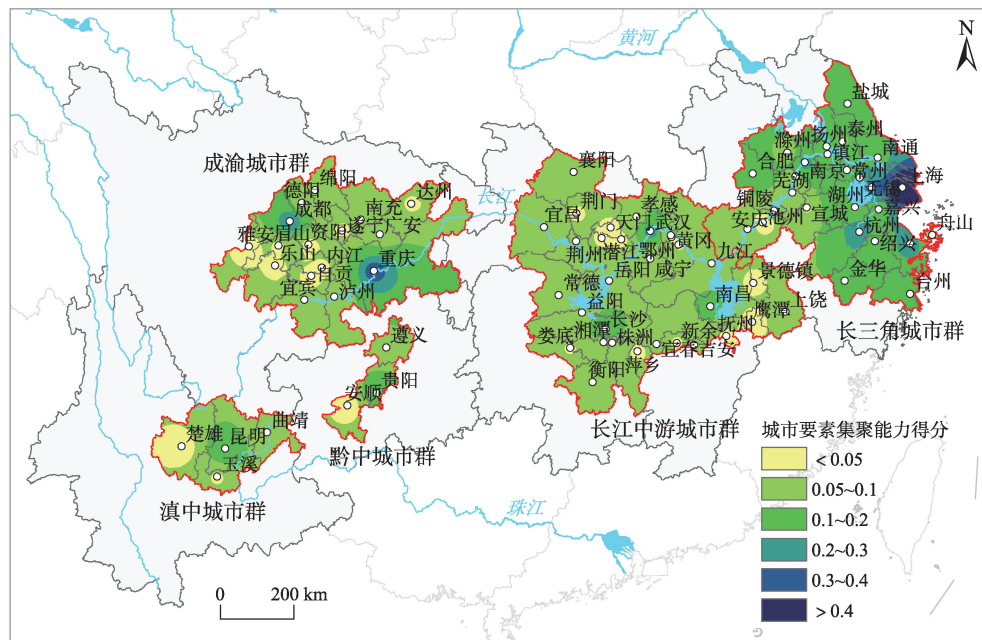 N
黄河
盐城
滁州
扬州
泰州
合肥
镇江
南通
南京
常州
芜湖
无锡
上海
铜陵
湖州
嘉兴
安庆
池州
宣城
杭州
舟山
绍兴
金华
台州
长三角城市群
成渝城市群
绵阳
德阳
达州
成都
南充
遂宁
广安
雅安
眉山
资阳
乐山
内江
重庆
自贡
宜宾
泸州
长江
襄阳
荆门
孝感
宜昌
天门
武汉
黄冈
荆州
潜江
鄂州
九江
岳阳
咸宁
景德镇
常德
南昌
益阳
鹰潭
上饶
长沙
抚州
娄底
湘潭
株洲
新余
宜春
吉安
萍乡
衡阳
长江中游城市群
遵义
贵阳
安顺
黔中城市群
曲靖
楚雄
昆明
玉溪
滇中城市群
珠江
城市要素集聚能力得分
< 0.05
0.05~0.1
0.1~0.2
0.2~0.3
0.3~0.4
> 0.4
0
200 km